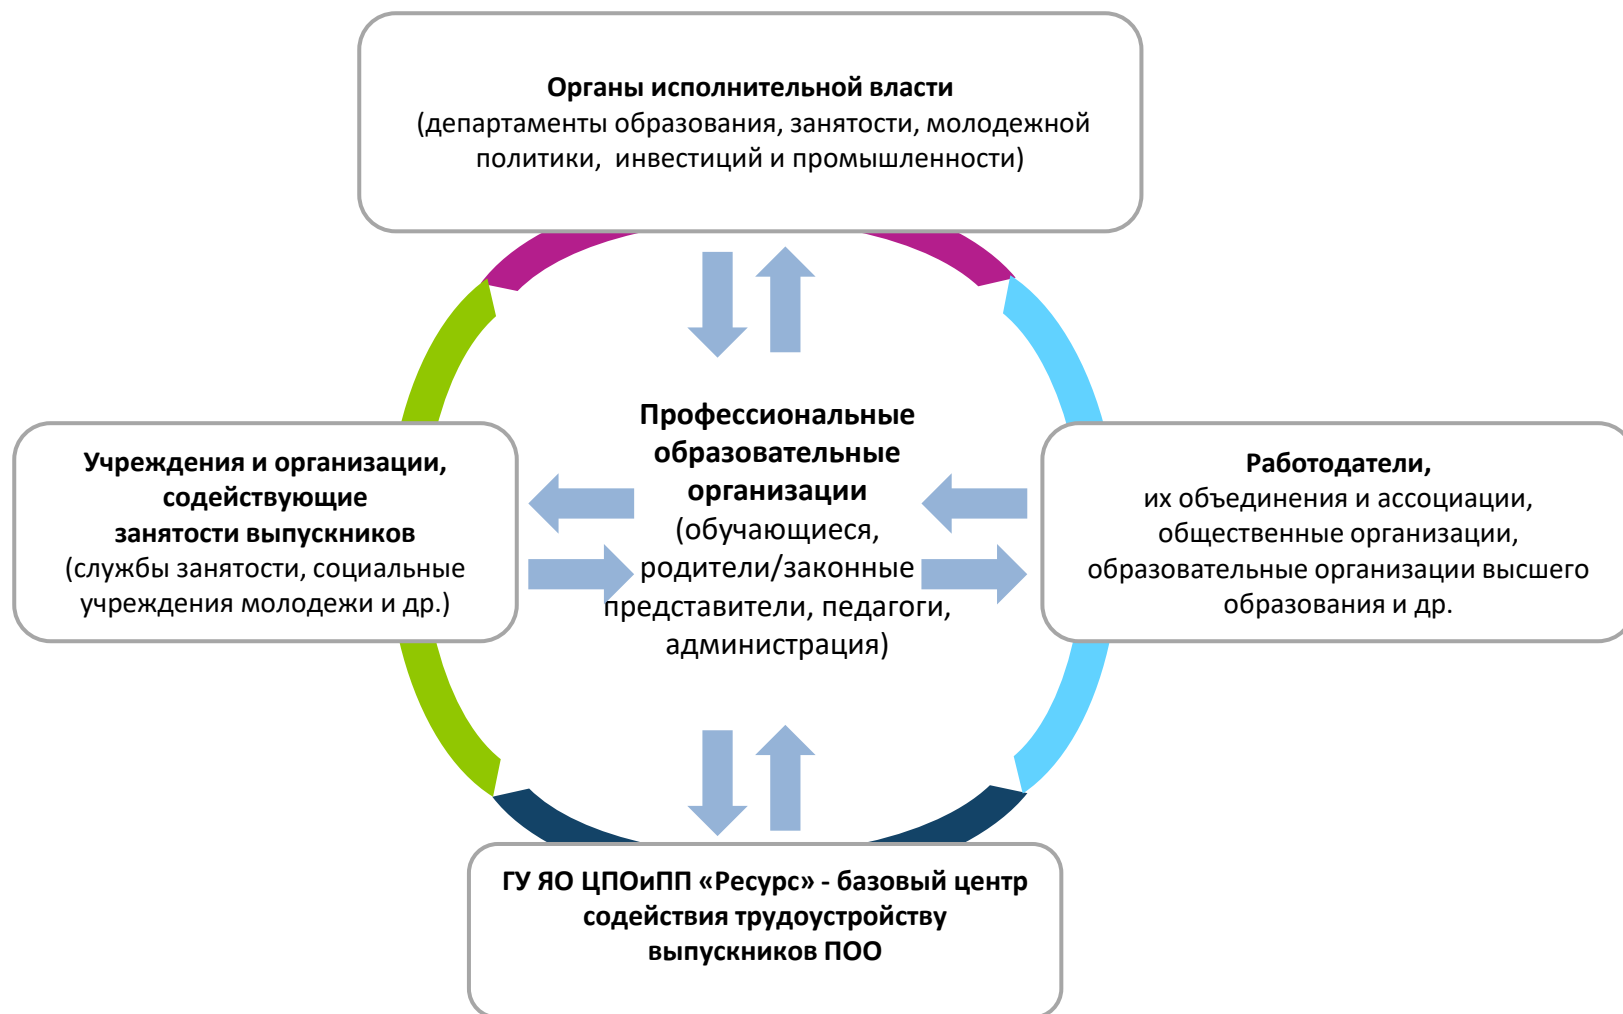 Органы исполнительной власти
(департаменты образования, занятости, молодежной
политики, инвестиций и промышленности)
Учреждения и организации,
содействующие
занятости выпускников
(службы занятости, социальные
учреждения молодежи и др.)
Профессиональные
образовательные
организации
(обучающиеся,
родители/законные
представители, педагоги,
администрация)
Работодатели,
их объединения и ассоциации,
общественные организации,
образовательные организации высшего
образования и др.
ГУ ЯО ЦПОиПП «Ресурс» - базовый центр
содействия трудоустройству
выпускников ПОО